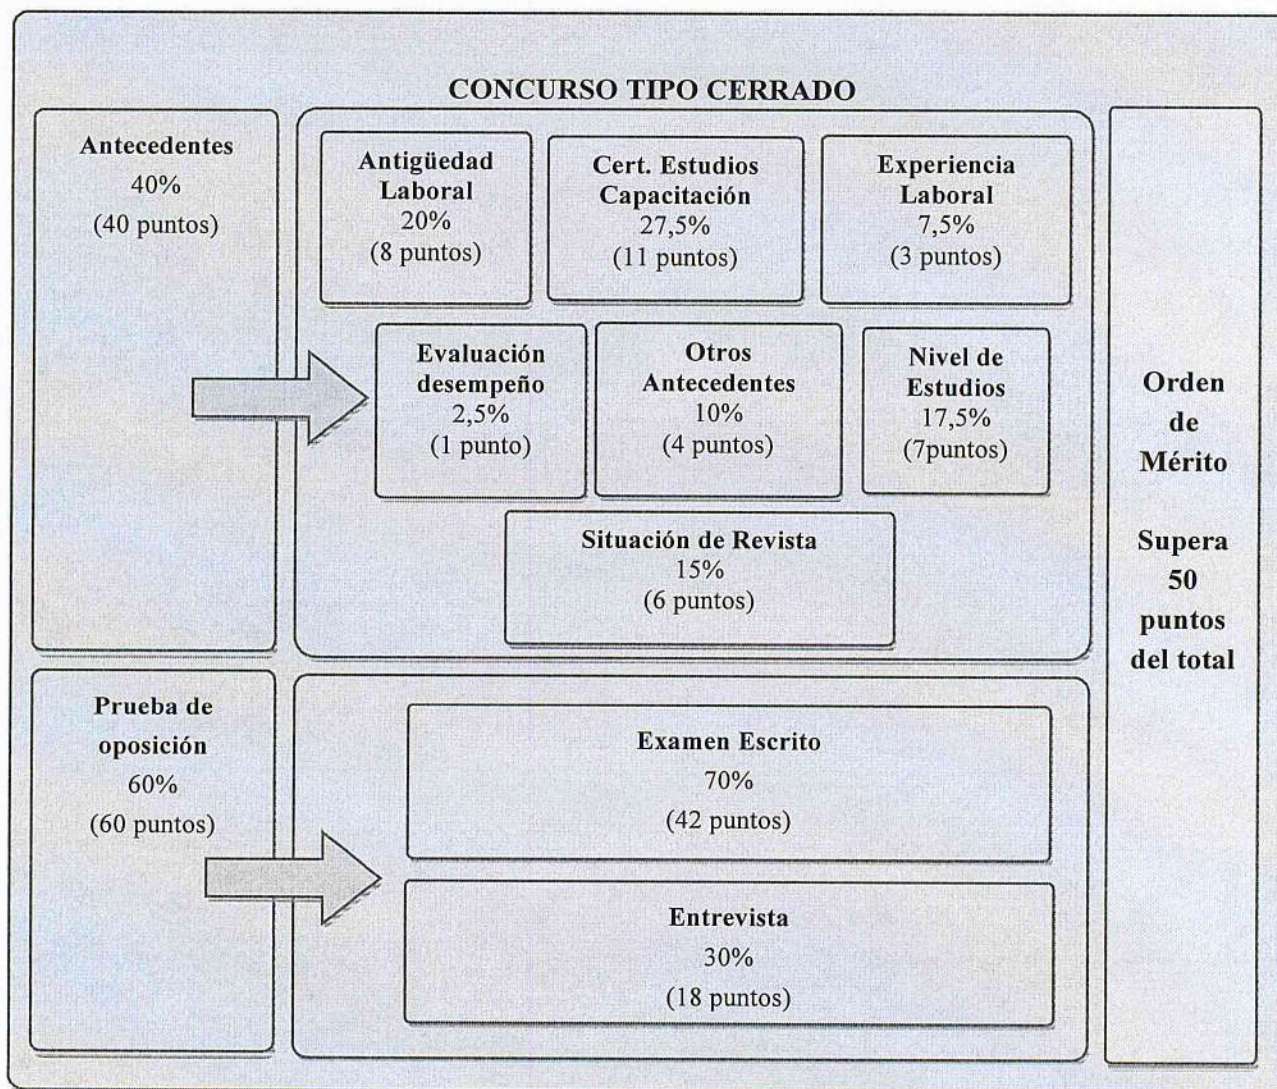 CONCURSO TIPO CERRADO
Antecedentes
40%
(40 puntos)
Antigüedad
Laboral
20%
(8 puntos)
Cert. Estudios
Capacitación
27,5%
(11 puntos)
Experiencia
Laboral
7,5%
(3 puntos)
Evaluación
desempeño
2,5%
(1 punto)
Otros
Antecedentes
10%
(4 puntos)
Nivel de
Estudios
17,5%
(7puntos)
Situación de Revista
15%
(6 puntos)
Prueba de
oposición
60%
(60 puntos)
Examen Escrito
70%
(42 puntos)
Entrevista
30%
(18 puntos)
Orden
de
Mérito
Supera
50
puntos
del total